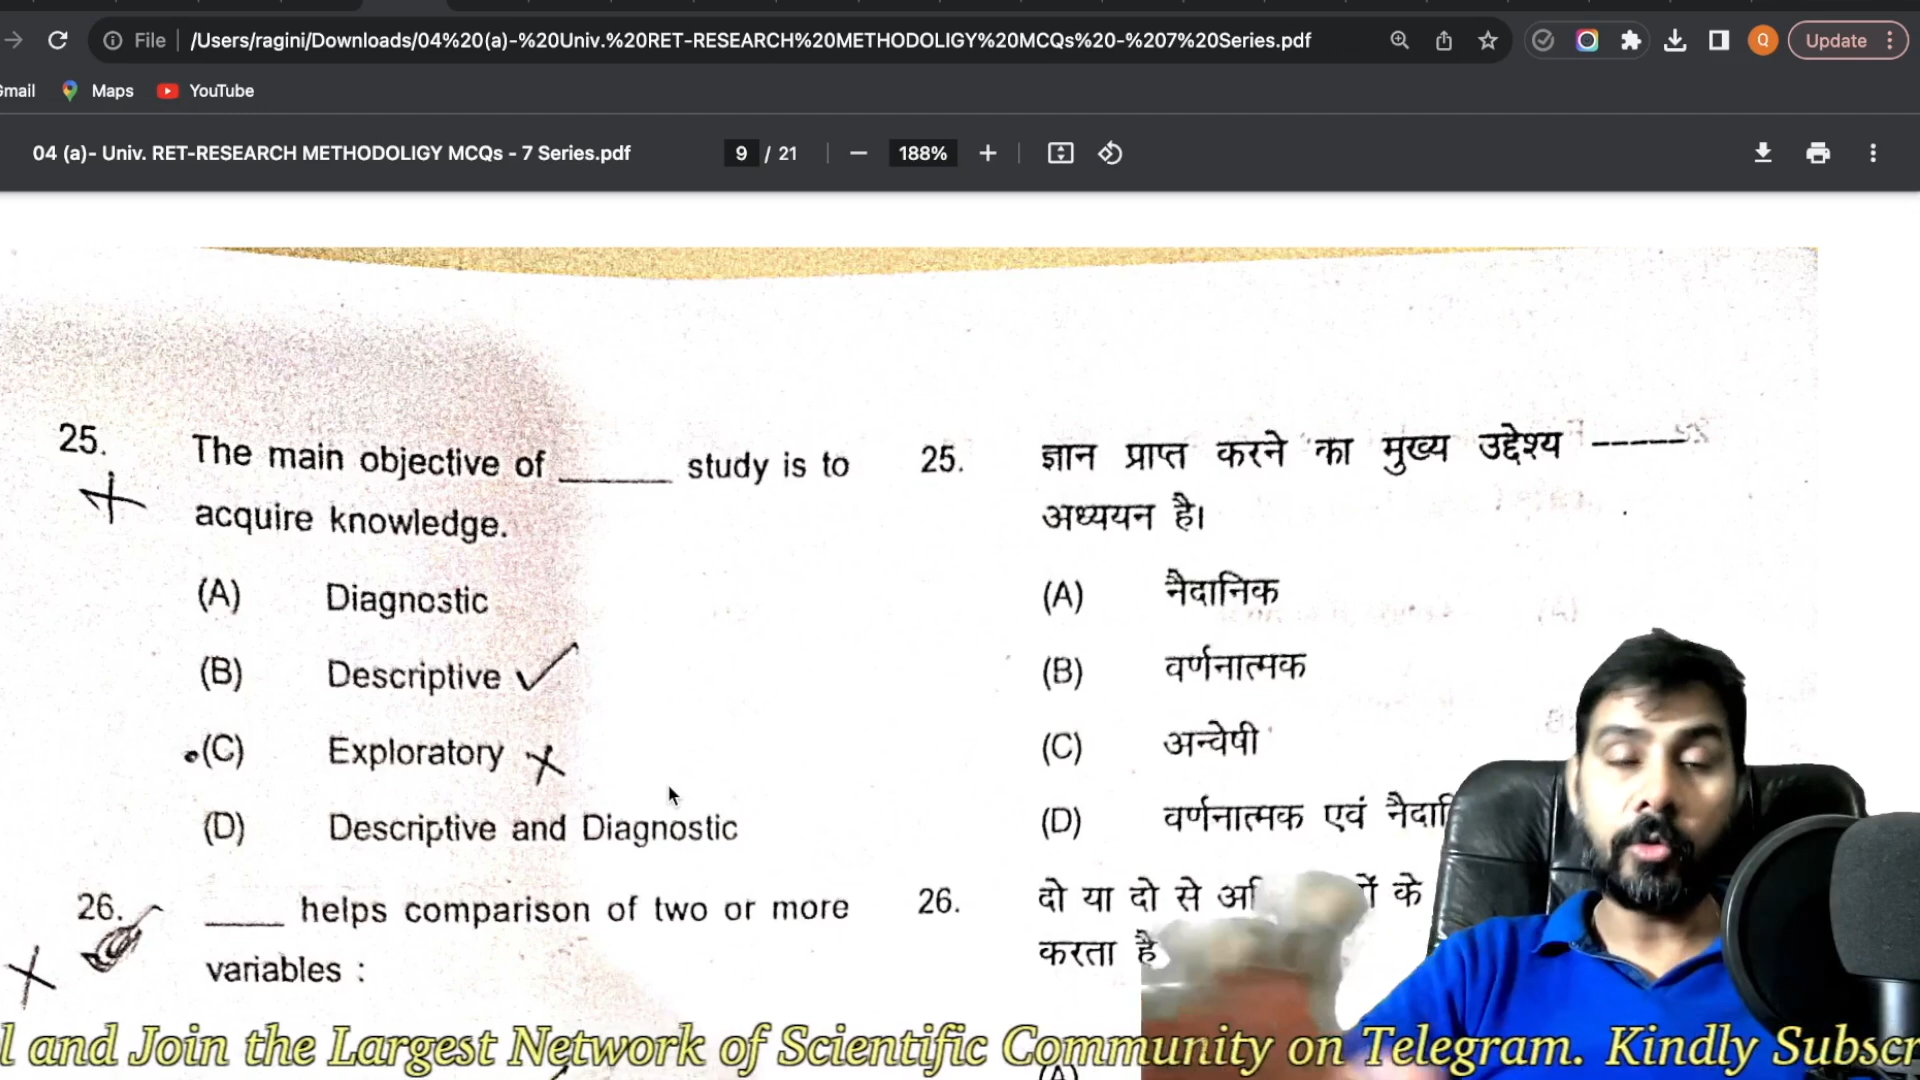 File | /Users/ragini/Downloads/04%20(a)-%20Univ.%20RET-RESEARCH%20METHODOLIGY%20MCQs%20-%207%20Series.pdf
Q
Update
Gmail Maps YouTube
04 (a)- Univ. RET-RESEARCH METHODOLIGY MCQs - 7 Series.pdf
9 / 21
188%
25. The main objective of ______ study is to
acquire knowledge.
(A) Diagnostic
(B) Descriptive
(C) Exploratory
(D) Descriptive and Diagnostic
26. ____ helps comparison of two or more
variables :
25. ज्ञान प्राप्त करने का मुख्य उद्देश्य -----
अध्ययन है।
(A) नैदानिक
(B) वर्णनात्मक
(C) अन्वेषी
(D) वर्णनात्मक एवं
26. दो या दो से के
करता है
(A)
l and Join the Largest Network of Scientific Community on Telegram. Kindly Subscr